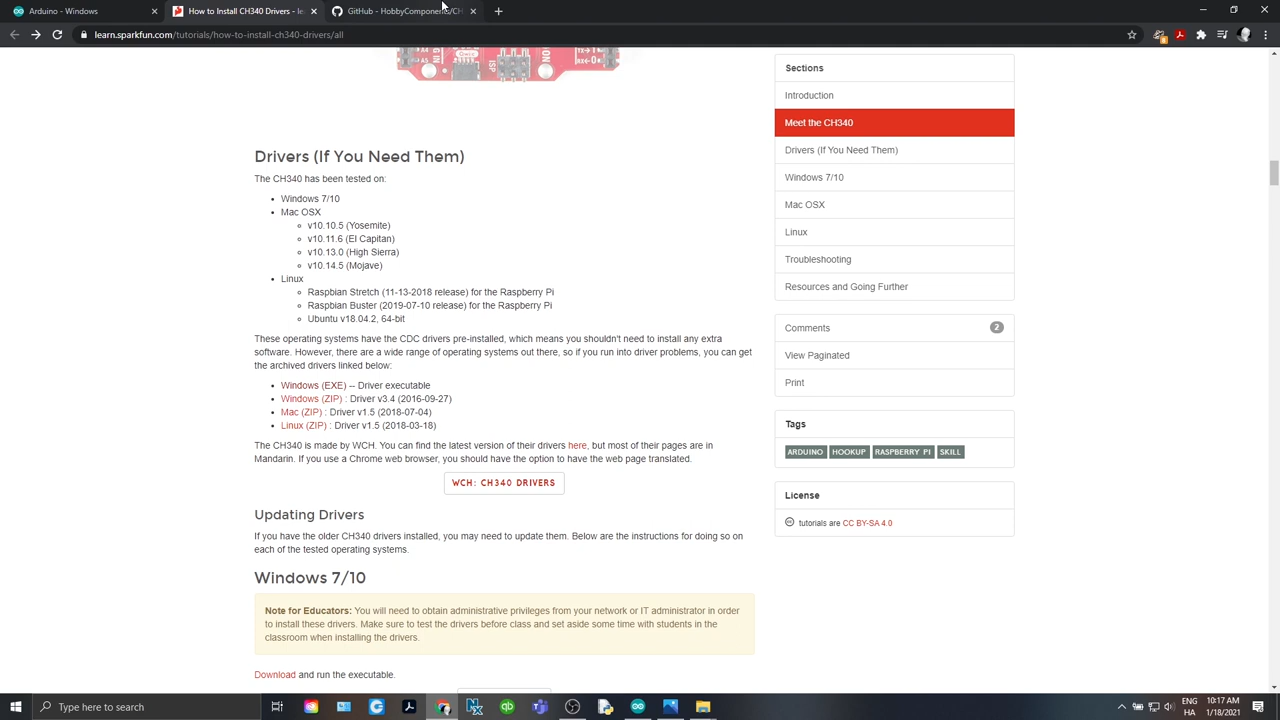 Arduino - Windows
How to Install CH340 Drivers - le
GitHub - HobbyComponents/
learn.sparkfun.com/tutorials/how-to-install-ch340-drivers/all
ISP
Drivers (If You Need Them)
The CH340 has been tested on:
Windows 7/10
Mac OSX
v10.10.5 (Yosemite)
v10.11.6 (El Capitan)
v10.13.0 (High Sierra)
v10.14.5 (Mojave)
Linux
Raspbian Stretch (11-13-2018 release) for the Raspberry Pi
Raspbian Buster (2019-07-10 release) for the Raspberry Pi
Ubuntu v18.04.2, 64-bit
These operating systems have the CDC drivers pre-installed, which means you shouldn't need to install any extra
software. However, there are a wide range of operating systems out there, so if you run into driver problems, you can get
the archived drivers linked below:
Windows (EXE) -- Driver executable
Windows (ZIP) : Driver v3.4 (2016-09-27)
Mac (ZIP) : Driver v1.5 (2018-07-04)
Linux (ZIP) : Driver v1.5 (2018-03-18)
The CH340 is made by WCH. You can find the latest version of their drivers here, but most of their pages are in
Mandarin. If you use a Chrome web browser, you should have the option to have the web page translated.
WCH: CH340 DRIVERS
Updating Drivers
If you have the older CH340 drivers installed, you may need to update them. Below are the instructions for doing so on
each of the tested operating systems.
Windows 7/10
Note for Educators: You will need to obtain administrative privileges from your network or IT administrator in order
to install these drivers. Make sure to test the drivers before class and set aside some time with students in the
classroom when installing the drivers.
Download and run the executable.
Sections
Introduction
Meet the CH340
Drivers (If You Need Them)
Windows 7/10
Mac OSX
Linux
Troubleshooting
Resources and Going Further
Comments 2
View Paginated
Print
Tags
ARDUINO HOOKUP RASPBERRY PI SKILL
License
tutorials are CC BY-SA 4.0
Type here to search
ENG
HA
10:17 AM
1/18/2021